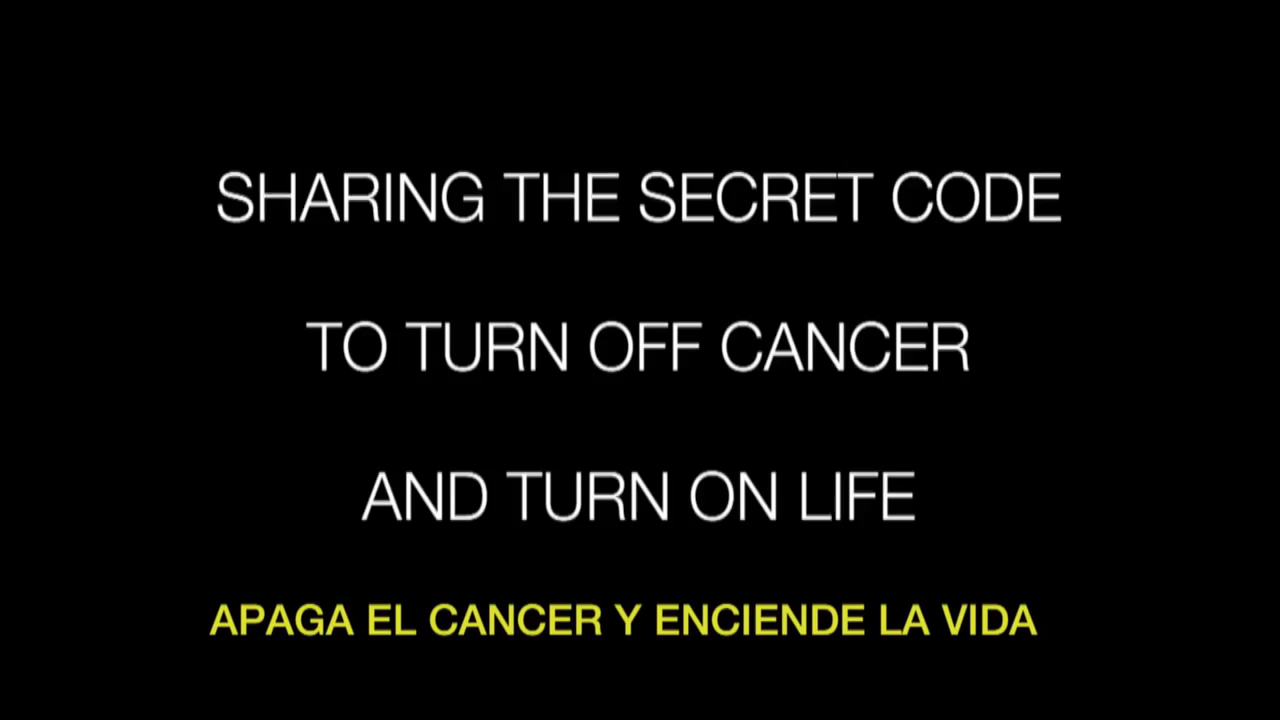 SHARING THE SECRET CODE
TO TURN OFF CANCER
AND TURN ON LIFE
APAGA EL CANCER Y ENCIENDE LA VIDA